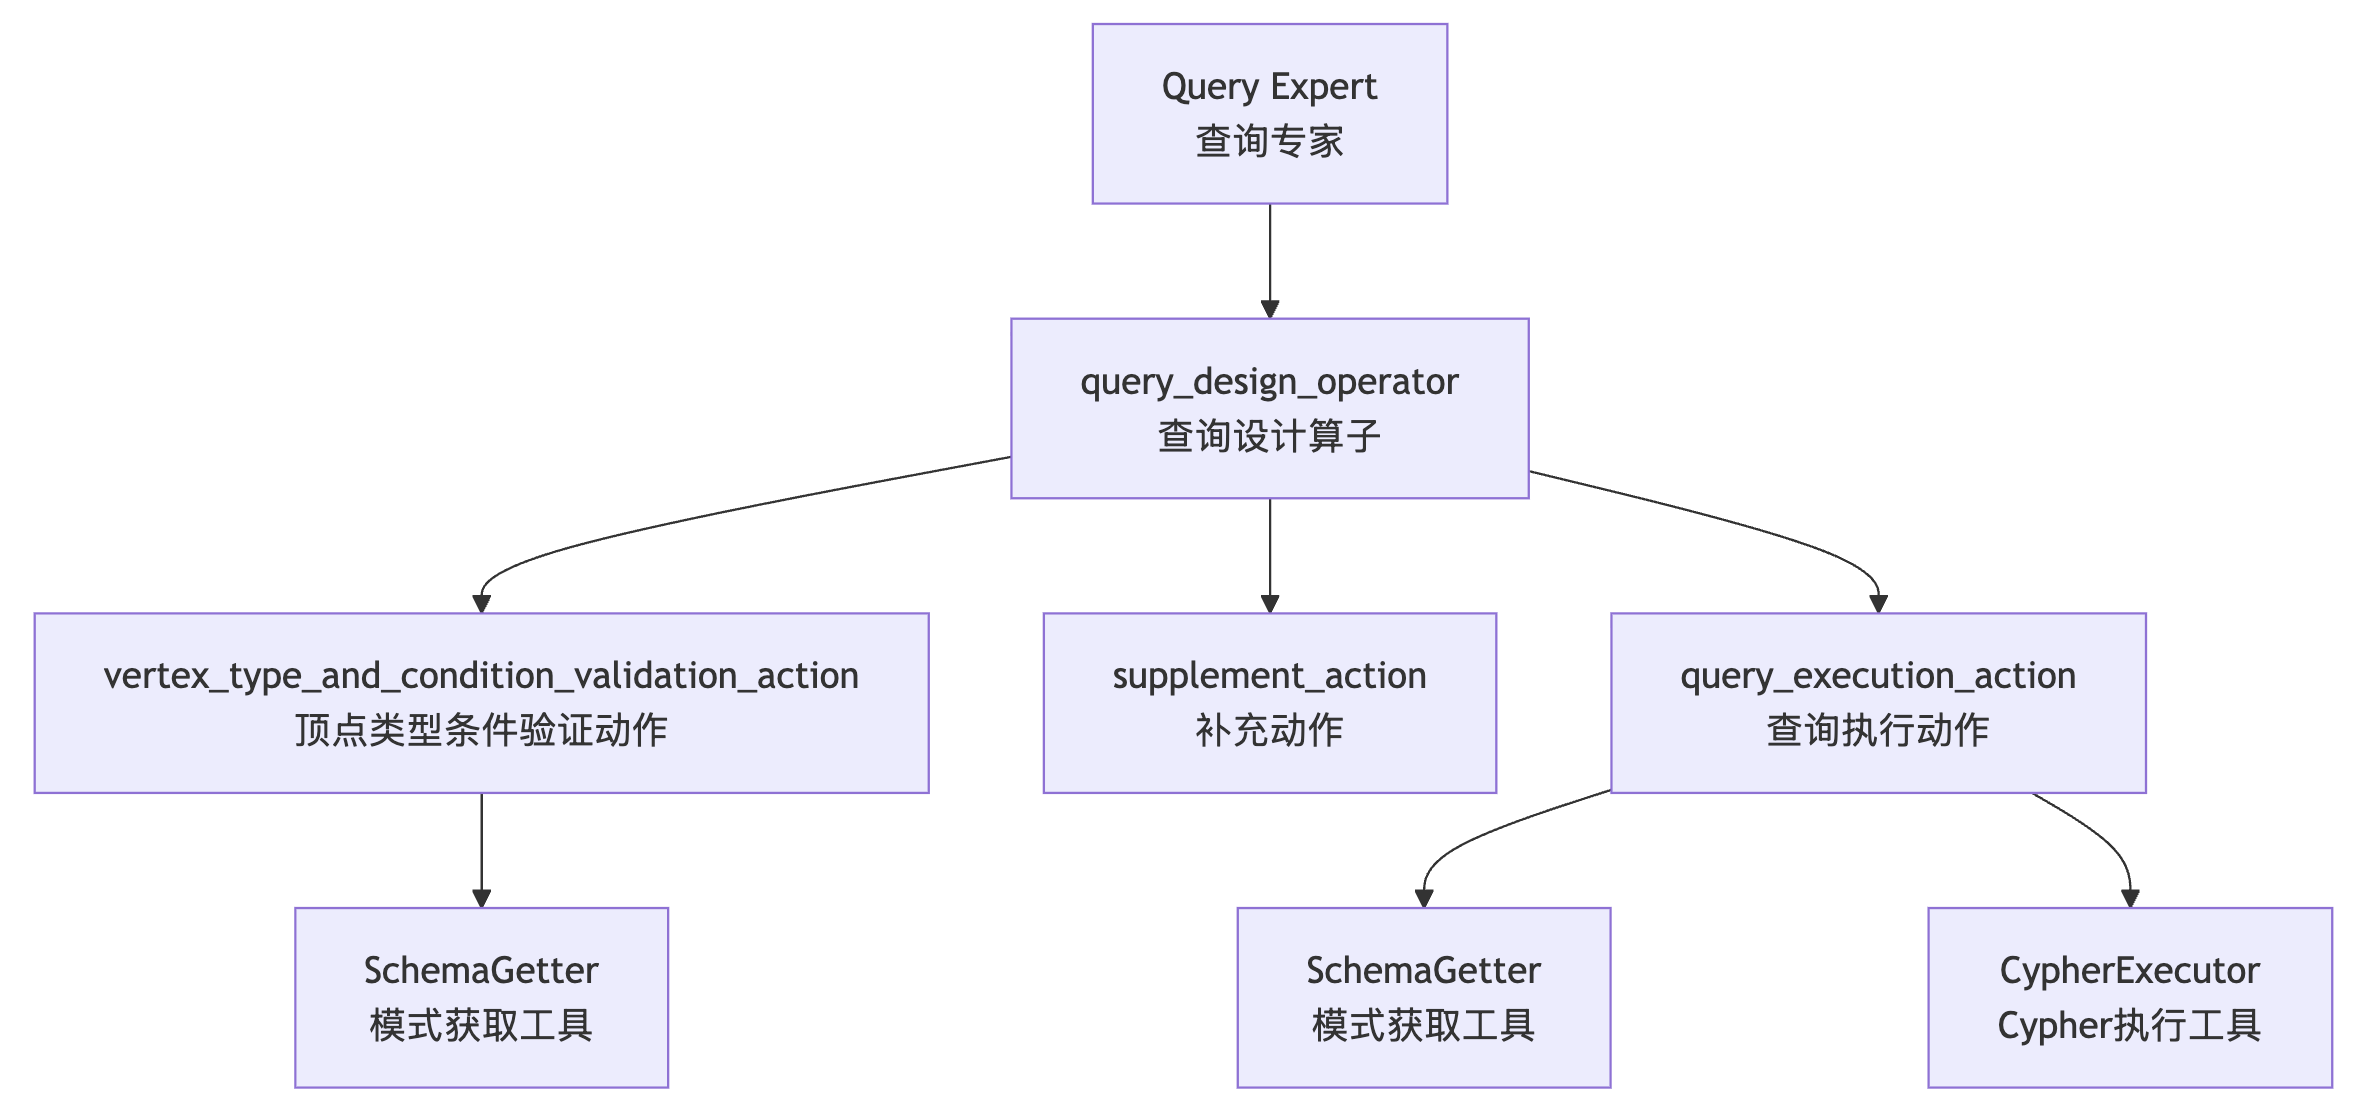 Query Expert
查询专家
query_design_operator
查询设计算子
vertex_type_and_condition_validation_action
顶点类型条件验证动作
supplement_action
补充动作
query_execution_action
查询执行动作
SchemaGetter
模式获取工具
SchemaGetter
模式获取工具
CypherExecutor
Cypher执行工具